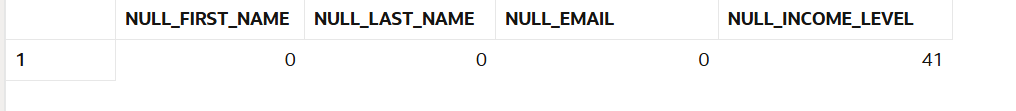 NULL_FIRST_NAME NULL_LAST_NAME NULL_EMAIL NULL_INCOME_LEVEL
1 0 0 0 41